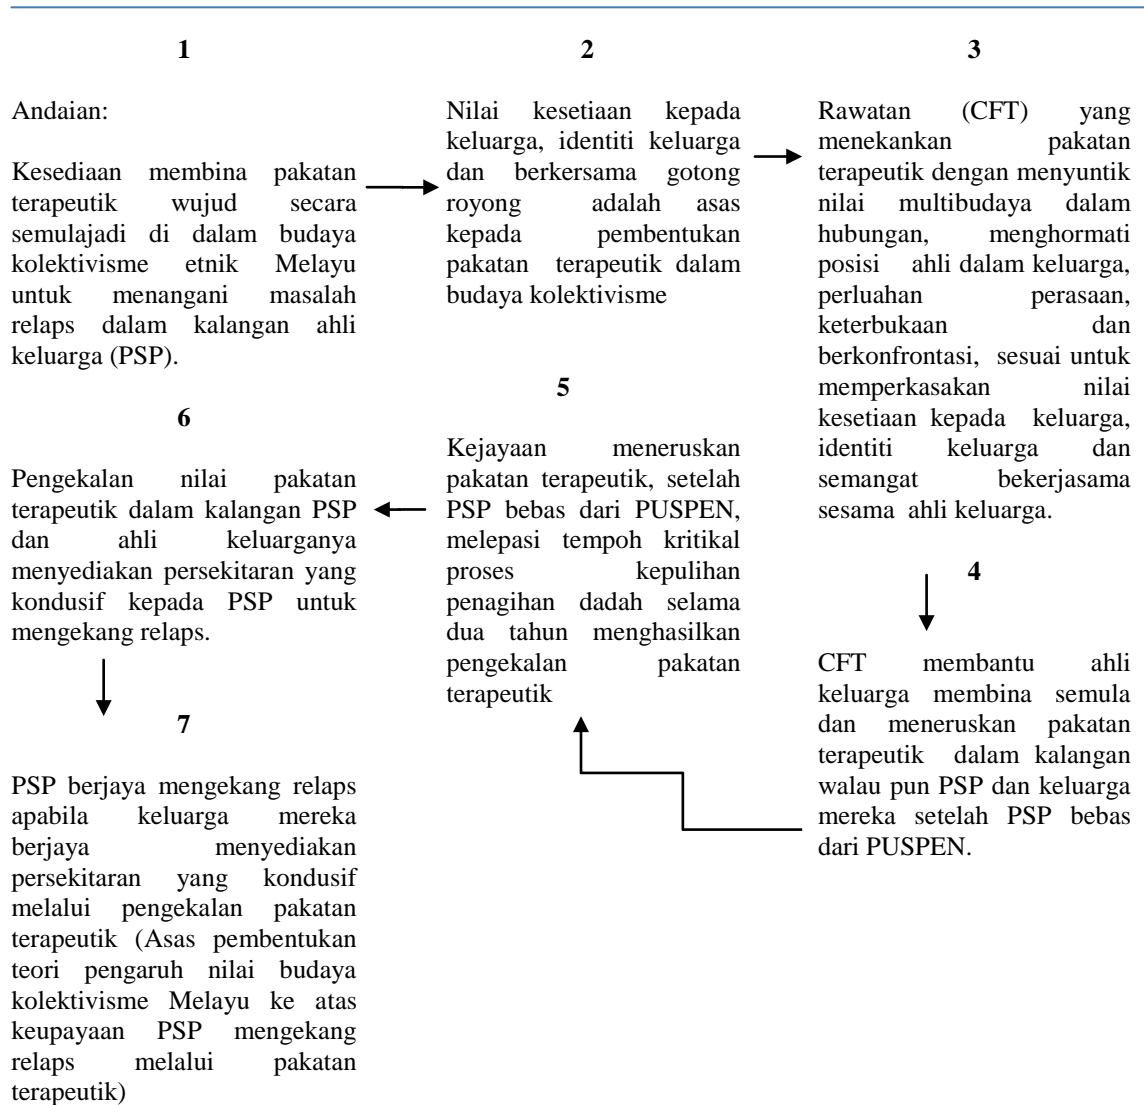 1
Andaian:
Kesediaan membina pakatan
terapeutik wujud secara
semulajadi di dalam budaya
kolektivisme etnik Melayu
untuk menangani masalah
relaps dalam kalangan ahli
keluarga (PSP).
2
Nilai kesetiaan kepada
keluarga, identiti keluarga
dan berkersama gotong
royong adalah asas
kepada pembentukan
pakatan terapeutik dalam
budaya kolektivisme
3
Rawatan (CFT) yang
menekankan pakatan
terapeutik dengan menyuntik
nilai multibudaya dalam
hubungan, menghormati
posisi ahli dalam keluarga,
perluahan perasaan,
keterbukaan dan
berkonfrontasi, sesuai untuk
memperkasakan nilai
kesetiaan kepada keluarga,
identiti keluarga dan
semangat bekerjasama
sesama ahli keluarga.
4
CFT membantu ahli
keluarga membina semula
dan meneruskan pakatan
terapeutik dalam kalangan
walau pun PSP dan keluarga
mereka setelah PSP bebas
dari PUSPEN.
5
Kejayaan meneruskan
pakatan terapeutik, setelah
PSP bebas dari PUSPEN,
melepasi tempoh kritikal
proses kepulihan
penagihan dadah selama
dua tahun menghasilkan
pengekalan pakatan
terapeutik
6
Pengekalan nilai pakatan
terapeutik dalam kalangan PSP
dan ahli keluarganya
menyediakan persekitaran yang
kondusif kepada PSP untuk
mengekang relaps.
7
PSP berjaya mengekang relaps
apabila keluarga mereka
berjaya menyediakan
persekitaran yang kondusif
melalui pengekalan pakatan
terapeutik (Asas pembentukan
teori pengaruh nilai budaya
kolektivisme Melayu ke atas
keupayaan PSP mengekang
relaps melalui pakatan
terapeutik)